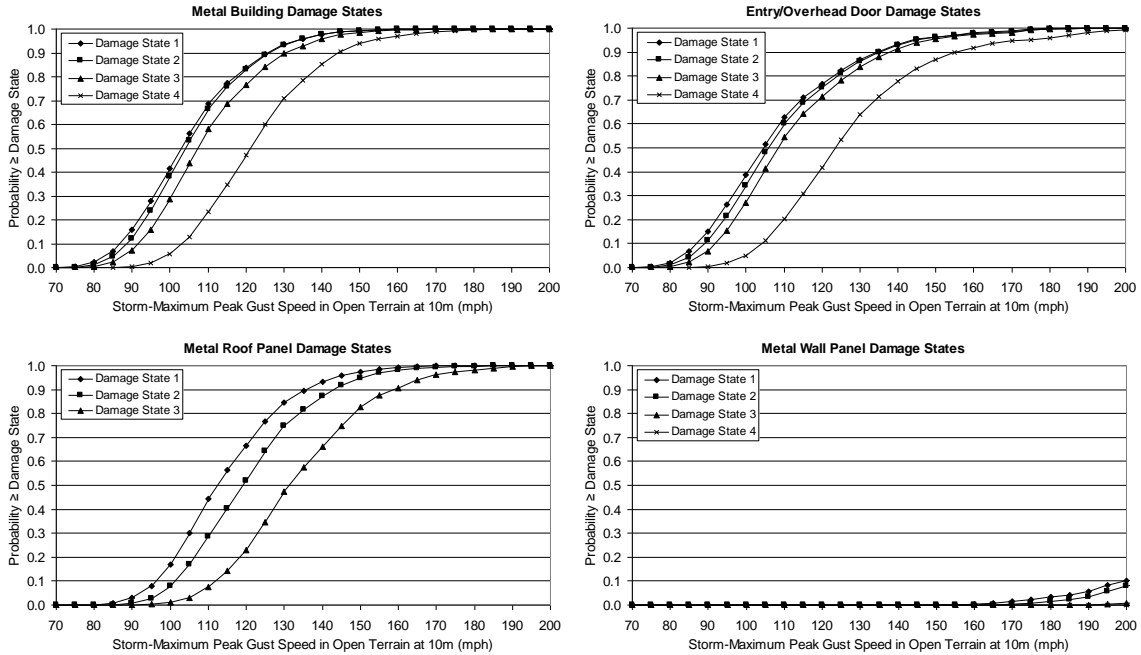 Metal Building Damage States
Probability ≥ Damage State
1.0
0.9
0.8
0.7
0.6
0.5
0.4
0.3
0.2
0.1
0.0
Damage State 1
Damage State 2
Damage State 3
Damage State 4
70 80 90 100 110 120 130 140 150 160 170 180 190 200
Storm-Maximum Peak Gust Speed in Open Terrain at 10m (mph)
Entry/Overhead Door Damage States
Probability ≥ Damage State
1.0
0.9
0.8
0.7
0.6
0.5
0.4
0.3
0.2
0.1
0.0
Damage State 1
Damage State 2
Damage State 3
Damage State 4
70 80 90 100 110 120 130 140 150 160 170 180 190 200
Storm-Maximum Peak Gust Speed in Open Terrain at 10m (mph)
Metal Roof Panel Damage States
Probability ≥ Damage State
1.0
0.9
0.8
0.7
0.6
0.5
0.4
0.3
0.2
0.1
0.0
Damage State 1
Damage State 2
Damage State 3
70 80 90 100 110 120 130 140 150 160 170 180 190 200
Storm-Maximum Peak Gust Speed in Open Terrain at 10m (mph)
Metal Wall Panel Damage States
Probability ≥ Damage State
1.0
0.9
0.8
0.7
0.6
0.5
0.4
0.3
0.2
0.1
0.0
Damage State 1
Damage State 2
Damage State 3
Damage State 4
70 80 90 100 110 120 130 140 150 160 170 180 190 200
Storm-Maximum Peak Gust Speed in Open Terrain at 10m (mph)